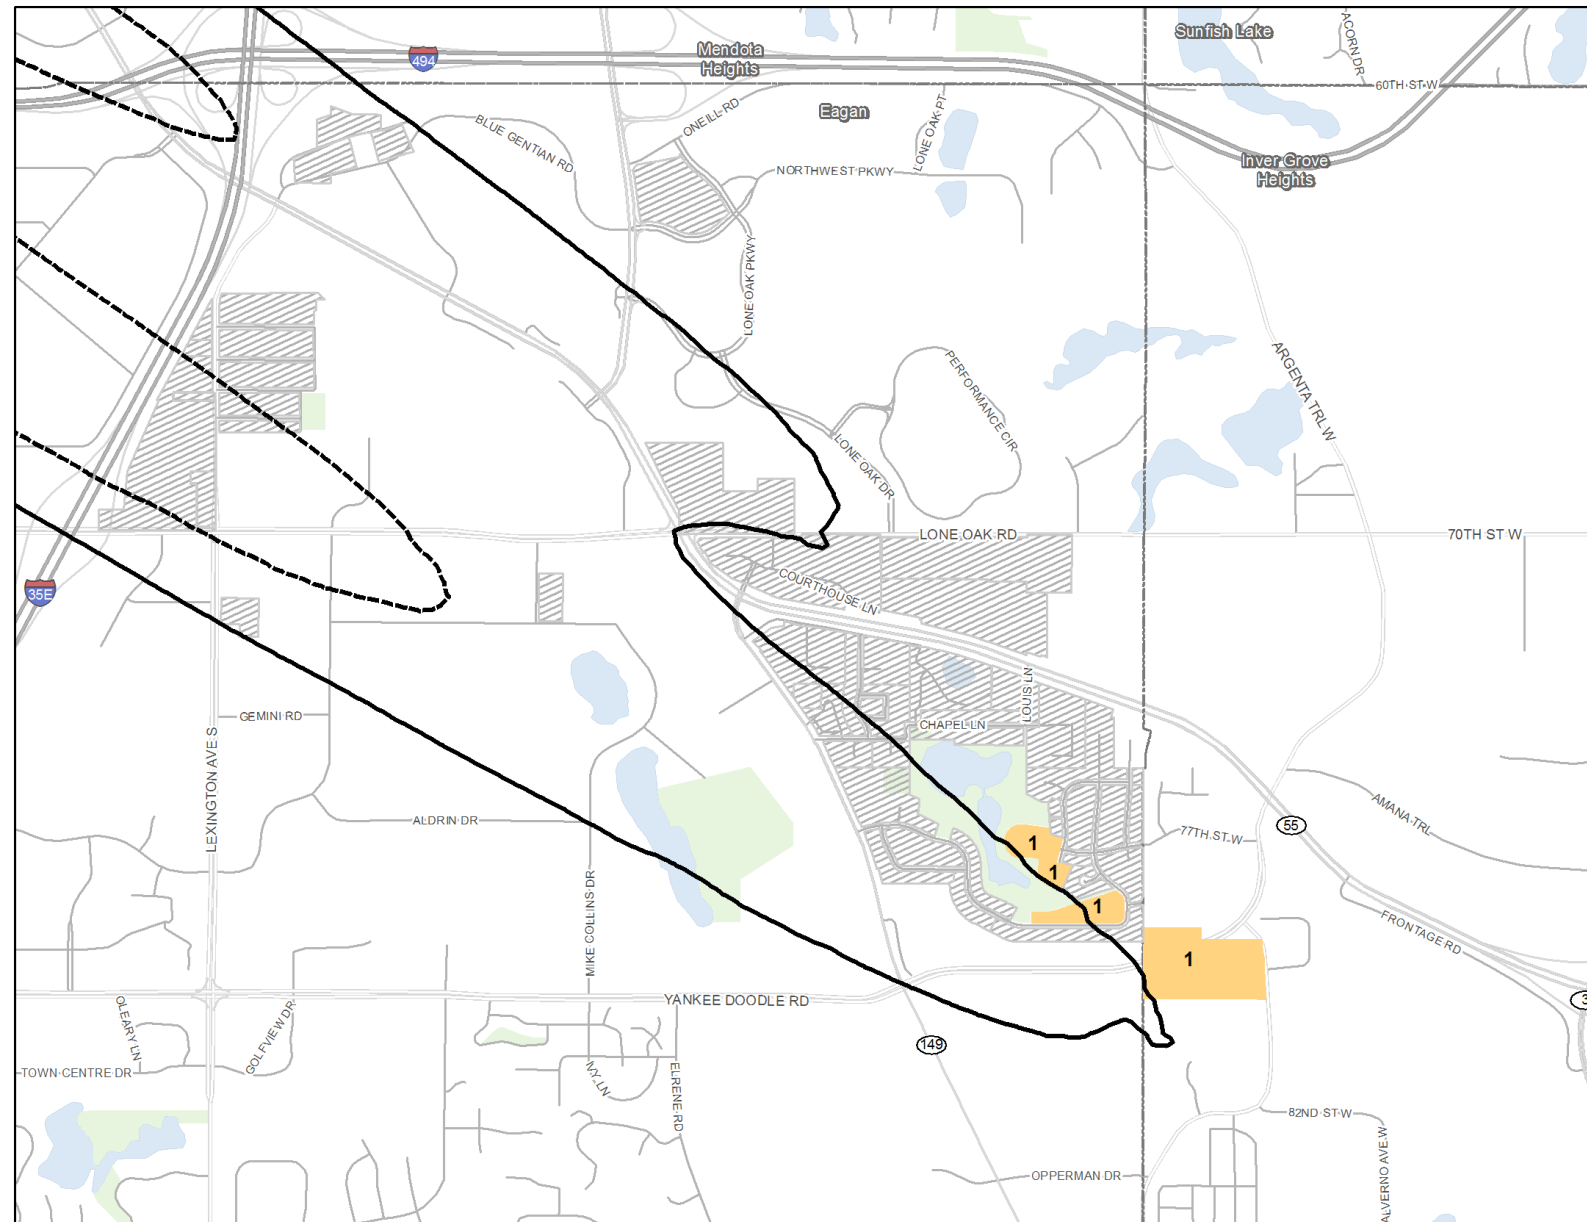 Sunfish Lake
ACORN DR
494
Mendota
Heights
60TH ST W
Eagan
ONEILL RD
LONE OAK PT
BLUE GENTIAN RD
NORTHWEST PKWY
Inver Grove
Heights
LONE OAK PKWY
PERFORMANCE CIR
ARGENTA TRL W
LONE OAK DR
LONE OAK RD
70TH ST W
35E
COURTHOUSE LN
LOUIS LN
GEMINI RD
CHAPEL LN
LEXINGTON AVE S
ALDRIN DR
AMANA TRL
55
77TH ST W
1
1
1
MIKE COLLINS DR
FRONTAGE RD
1
YANKEE DOODLE RD
3
OLEARY LN
GOLFVIEW DR
149
TOWN CENTRE DR
IVY LN
ELRENE RD
82ND ST W
OPPERMAN DR
ALVERNO AVE W